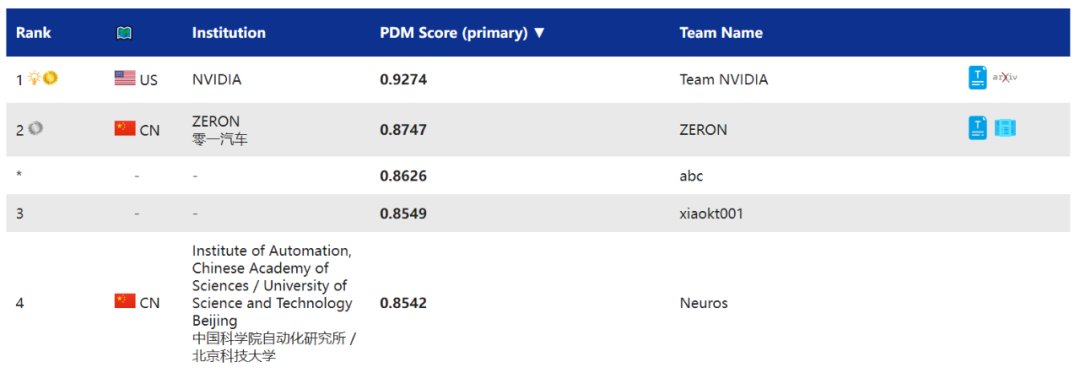 Rank Institution PDM Score (primary) ▼ Team Name
1 US NVIDIA 0.9274 Team NVIDIA T arXiv
2 CN ZERON 0.8747 ZERON T
零一汽车
* - - 0.8626 abc
3 - - 0.8549 xiaokt001
Institute of Automation,
Chinese Academy of
Sciences / University of
4 CN Science and Technology 0.8542 Neuros
Beijing
中国科学院自动化研究所 /
北京科技大学